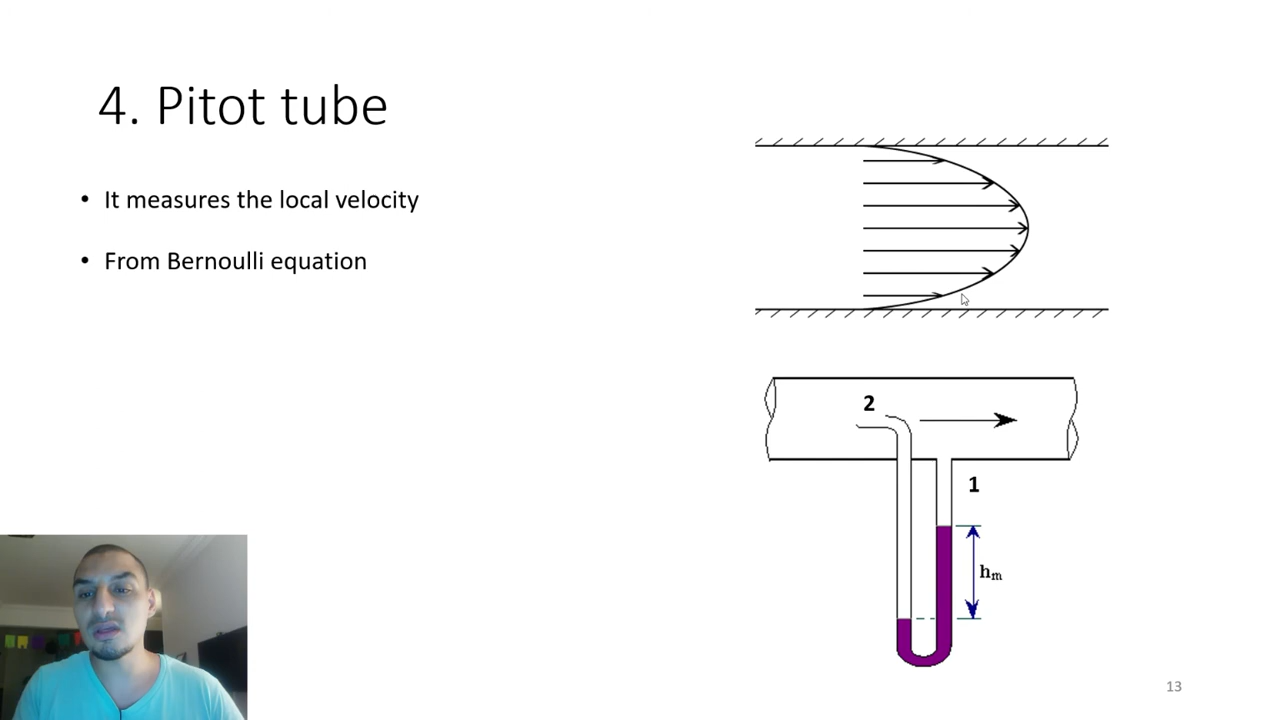 4. Pitot tube
• It measures the local velocity
• From Bernoulli equation
2
1
hm
13